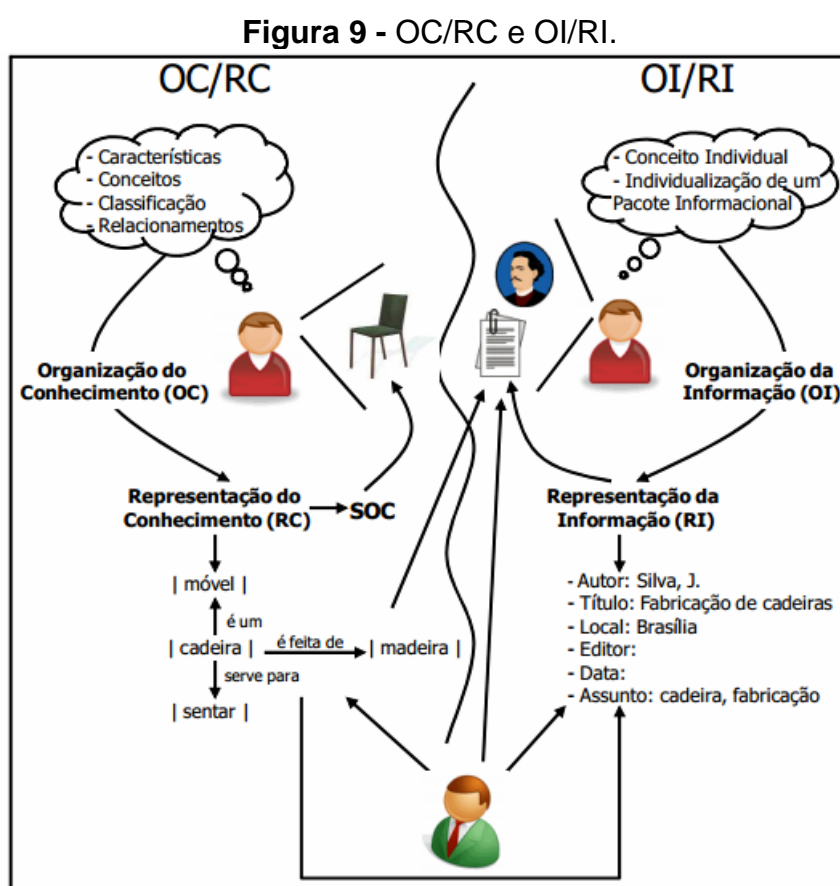 Figura 9 - OC/RC e OI/RI.
OC/RC
- Características
- Conceitos
- Classificação
- Relacionamentos
Organização do
Conhecimento (OC)
Representação do
Conhecimento (RC)
SOC
| móvel |
é um
| cadeira |
é feita de
| madeira |
serve para
| sentar |
OI/RI
- Conceito Individual
- Individualização de um
Pacote Informacional
Organização da
Informação (OI)
Representação da
Informação (RI)
- Autor: Silva, J.
- Título: Fabricação de cadeiras
- Local: Brasília
- Editor:
- Data:
- Assunto: cadeira, fabricação